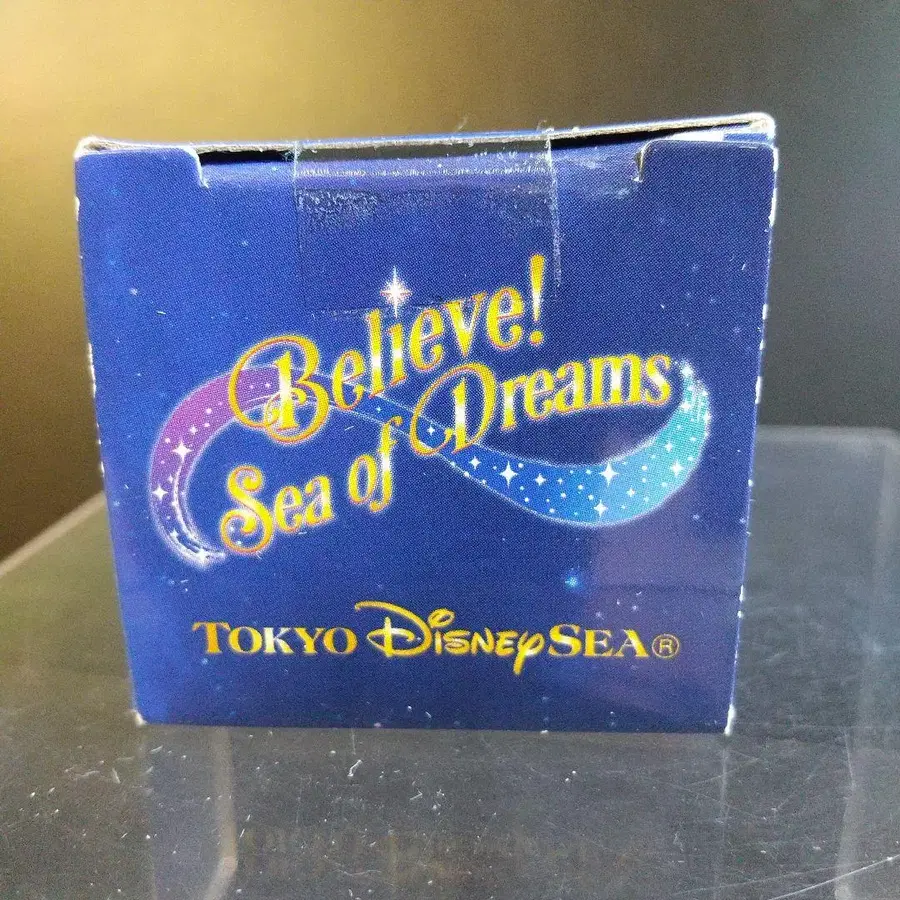 Believe!
Sea of Dreams
TOKYO DISNEYSEA®